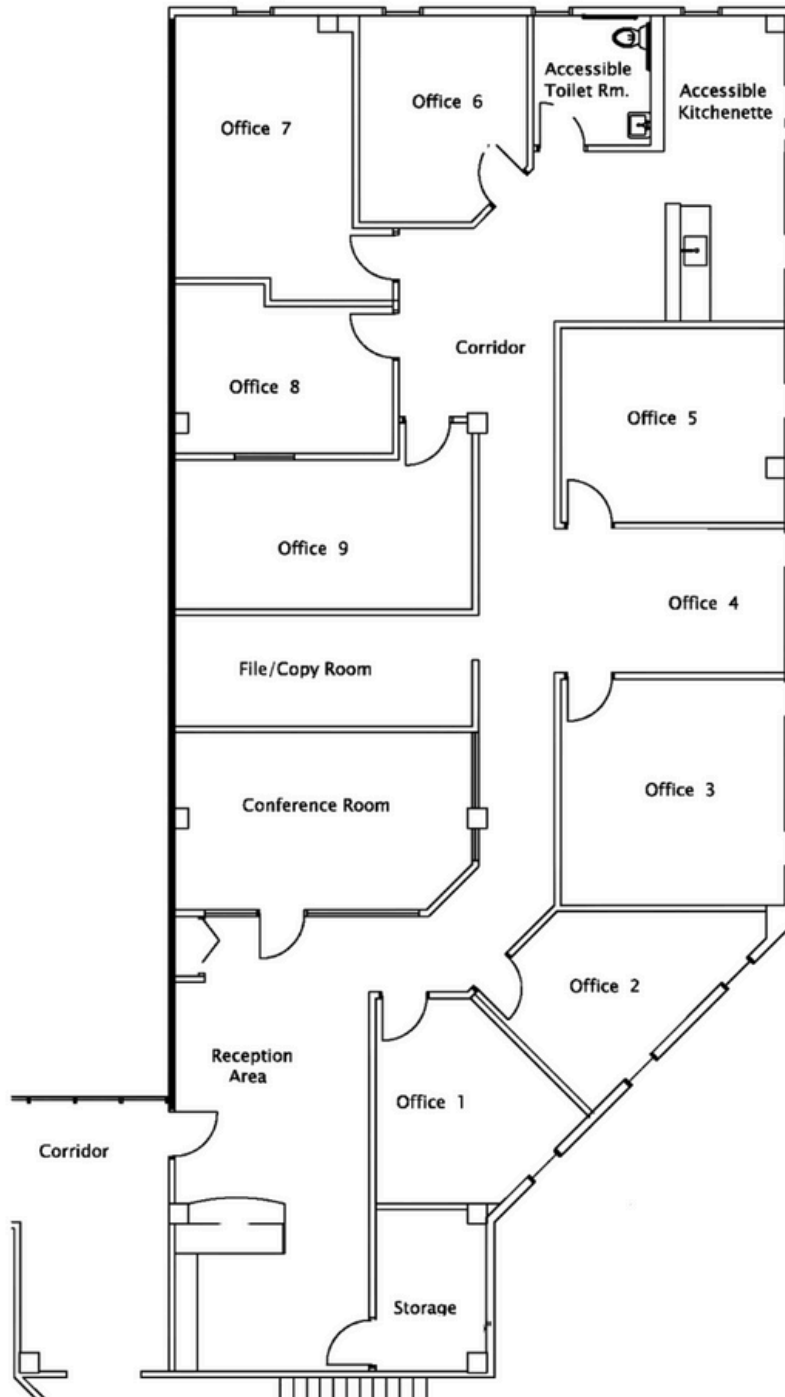 Accessible
Toilet Rm.
Accessible
Kitchenette
Office 6
Office 7
Corridor
Office 8
Office 5
Office 9
Office 4
File/Copy Room
Office 3
Conference Room
Office 2
Reception
Area
Office 1
Corridor
Storage